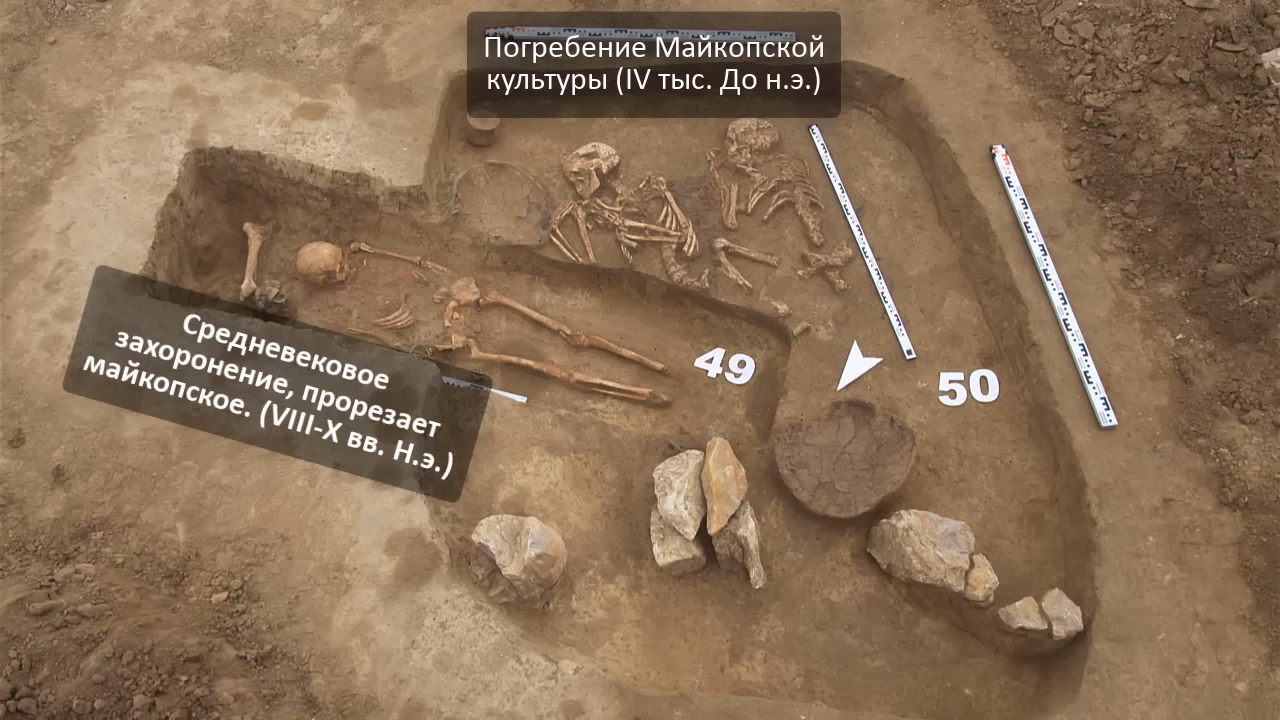 Погребение Майкопской
культуры (IV тыс. До н.э.)
Средневековое
захоронение, прорезает
майкопское. (VIII-X вв. Н.э.)
49
50